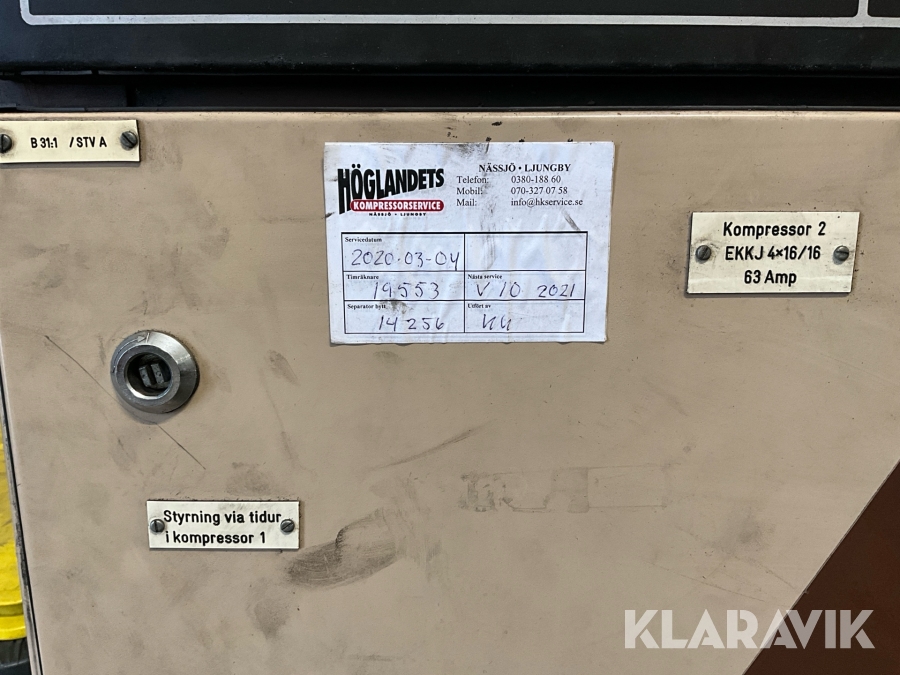 B 31:1 / STV A
HÖGLANDETS
KOMPRESSORSERVICE
NÄSSJÖ • LJUNGBY
NÄSSJÖ • LJUNGBY
Telefon: 0380-188 60
Mobil: 070-327 07 58
Mail: info@hkservice.se
Servicedatum
2020-03-04
Timräknare Nästa service
19553 V 10 2021
Separator bytt Utfört av
14256
Kompressor 2
EKKJ 4×16/16
63 Amp
Styrning via tidur
i kompressor 1
KLARAVIK